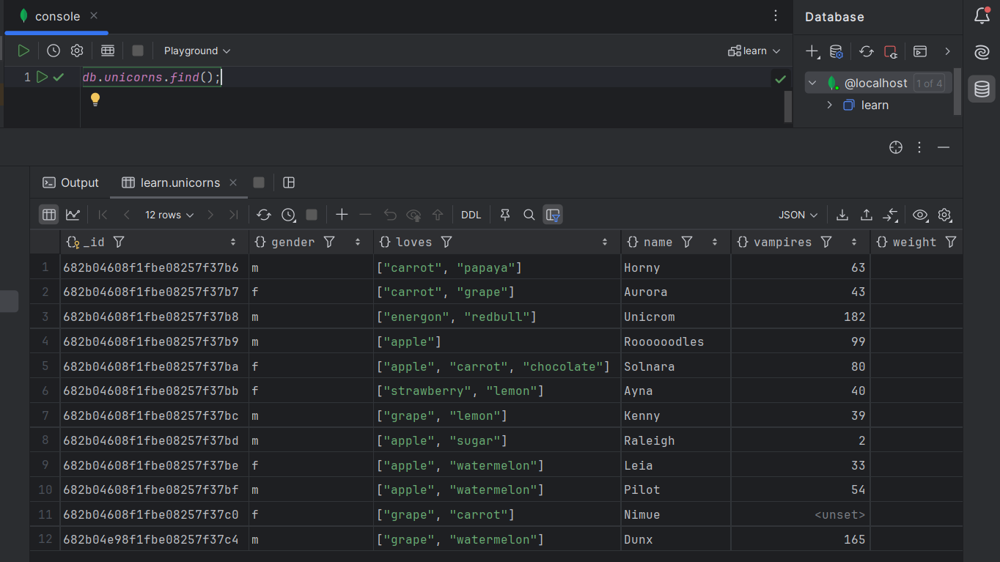 console
Database
Playground
learn
1 db.unicorns.find();
@localhost 1 of 4
learn
Output learn.unicorns
12 rows DDL JSON
_id gender loves name vampires weight
1 682b04608f1fbe08257f37b6 m ["carrot", "papaya"] Horny 63
2 682b04608f1fbe08257f37b7 f ["carrot", "grape"] Aurora 43
3 682b04608f1fbe08257f37b8 m ["energon", "redbull"] Unicrom 182
4 682b04608f1fbe08257f37b9 m ["apple"] Roooooodles 99
5 682b04608f1fbe08257f37ba f ["apple", "carrot", "chocolate"] Solnara 80
6 682b04608f1fbe08257f37bb f ["strawberry", "lemon"] Ayna 40
7 682b04608f1fbe08257f37bc m ["grape", "lemon"] Kenny 39
8 682b04608f1fbe08257f37bd m ["apple", "sugar"] Raleigh 2
9 682b04608f1fbe08257f37be f ["apple", "watermelon"] Leia 33
10 682b04608f1fbe08257f37bf m ["apple", "watermelon"] Pilot 54
11 682b04608f1fbe08257f37c0 f ["grape", "carrot"] Nimue <unset>
12 682b04e98f1fbe08257f37c4 m ["grape", "watermelon"] Dunx 165